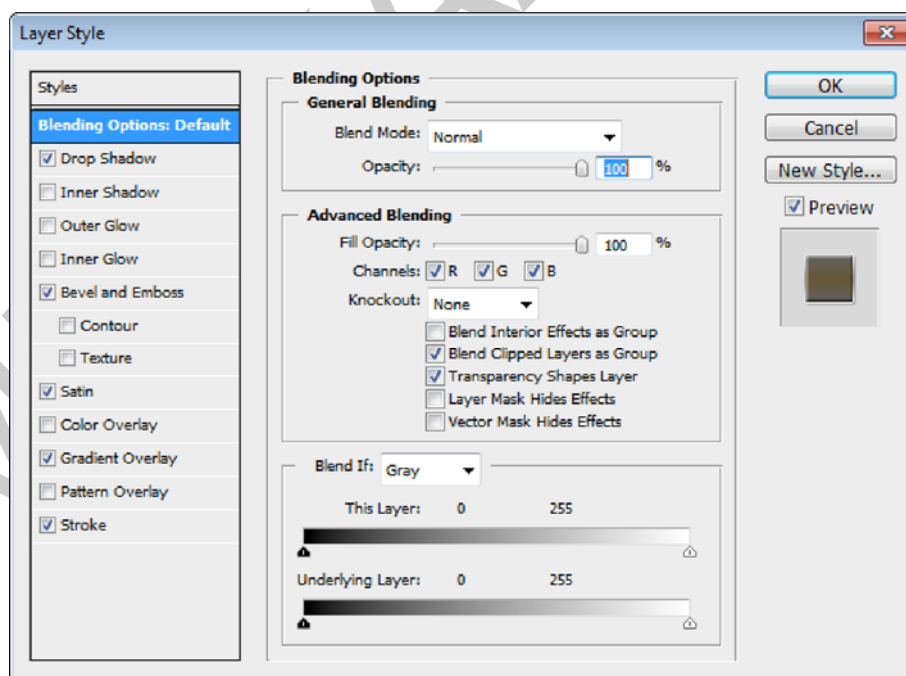 Layer Style
Styles
Blending Options: Default
Drop Shadow
Inner Shadow
Outer Glow
Inner Glow
Bevel and Emboss
Contour
Texture
Satin
Color Overlay
Gradient Overlay
Pattern Overlay
Stroke
Blending Options
General Blending
Blend Mode: Normal
Opacity: 100 %
Advanced Blending
Fill Opacity: 100 %
Channels: R G B
Knockout: None
Blend Interior Effects as Group
Blend Clipped Layers as Group
Transparency Shapes Layer
Layer Mask Hides Effects
Vector Mask Hides Effects
Blend If: Gray
This Layer: 0 255
Underlying Layer: 0 255
OK
Cancel
New Style...
Preview